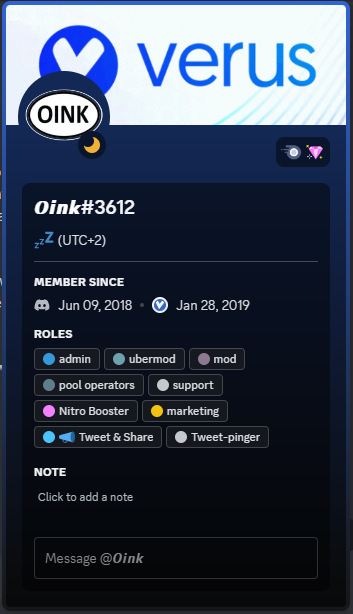 verus
OINK
Oink#3612
zzZ (UTC+2)
MEMBER SINCE
Jun 09, 2018 • Jan 28, 2019
ROLES
admin ubermod mod
pool operators support
Nitro Booster marketing
Tweet & Share Tweet-pinger
NOTE
Click to add a note
Message @Oink